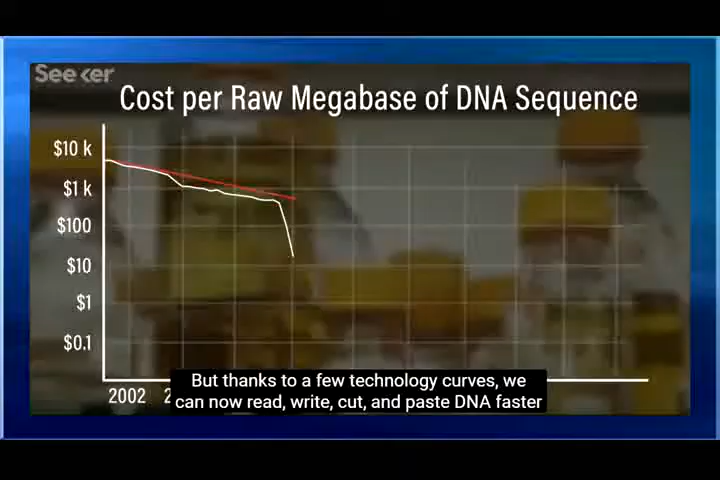 Seeker
Cost per Raw Megabase of DNA Sequence
$10 k
$1 k
$100
$10
$1
$0.1
2002
But thanks to a few technology curves, we
can now read, write, cut, and paste DNA faster